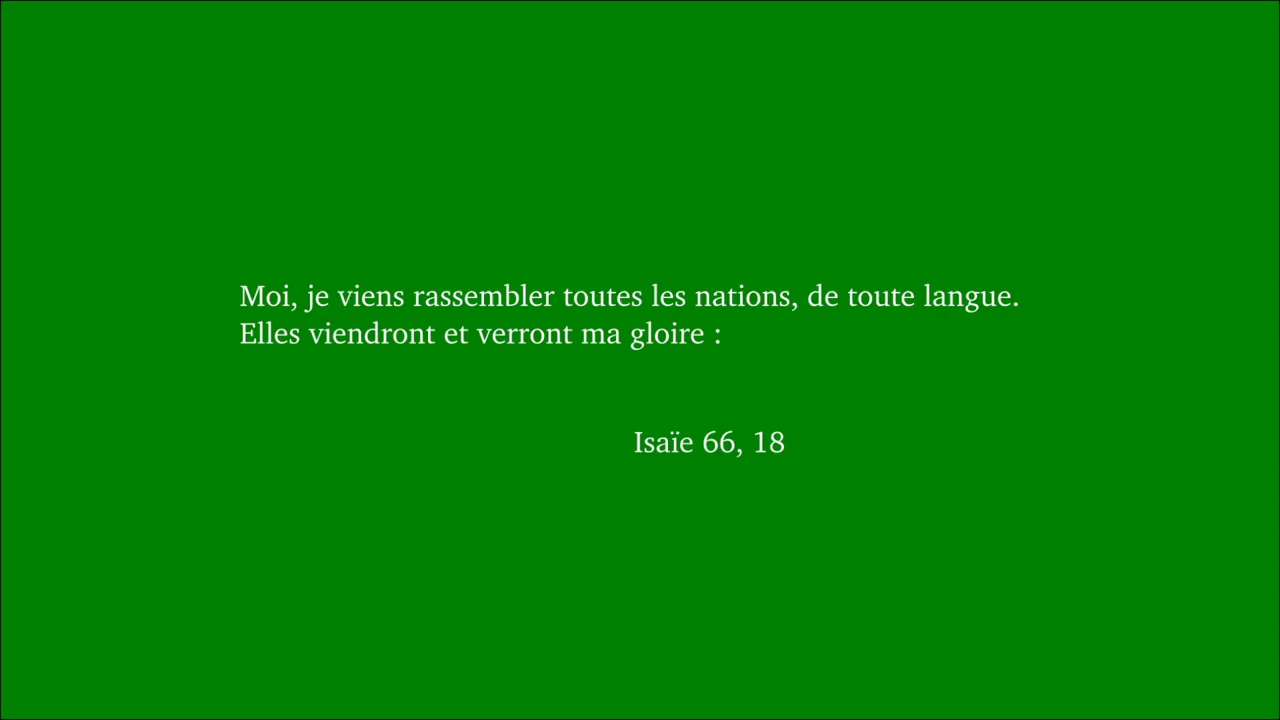 Moi, je viens rassembler toutes les nations, de toute langue.
Elles viendront et verront ma gloire :
Isaïe 66, 18